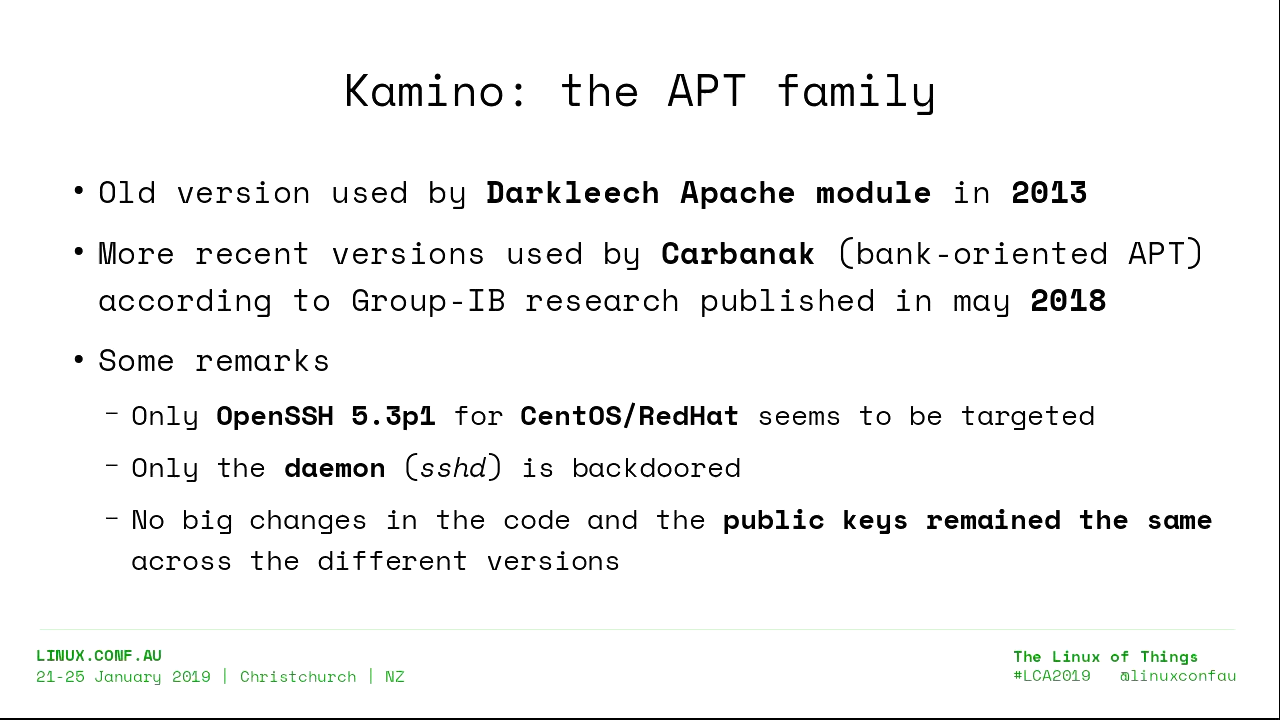 Kamino: the APT family
• Old version used by Darkleech Apache module in 2013
• More recent versions used by Carbanak (bank-oriented APT)
according to Group-IB research published in may 2018
• Some remarks
– Only OpenSSH 5.3p1 for CentOS/RedHat seems to be targeted
– Only the daemon (sshd) is backdoored
– No big changes in the code and the public keys remained the same
across the different versions
LINUX.CONF.AU
21-25 January 2019 | Christchurch | NZ
The Linux of Things
#LCA2019 @linuxconfau